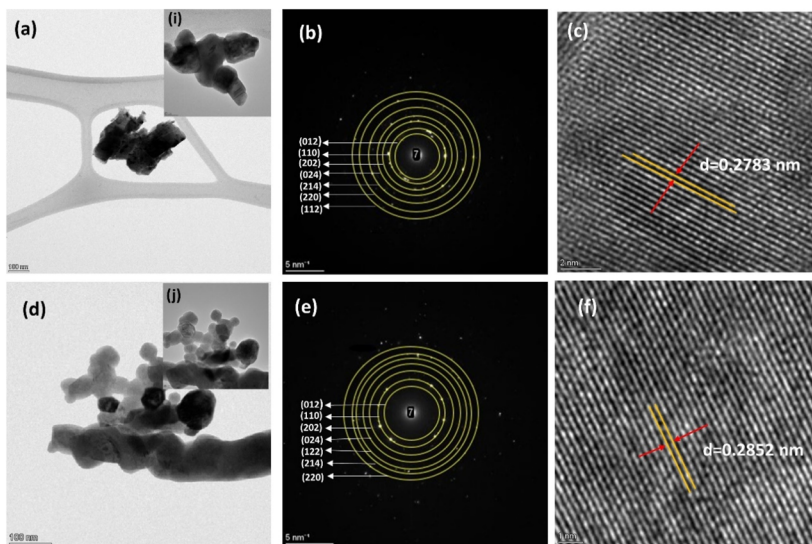 (a)
(i)
100 nm
(b)
(012)
(110)
(202)
(024)
(214)
(220)
(112)
7
5 nm⁻¹
(c)
d=0.2783 nm
2 nm
(d)
(j)
100 nm
(e)
(012)
(110)
(202)
(024)
(122)
(214)
(220)
7
5 nm⁻¹
(f)
d=0.2852 nm